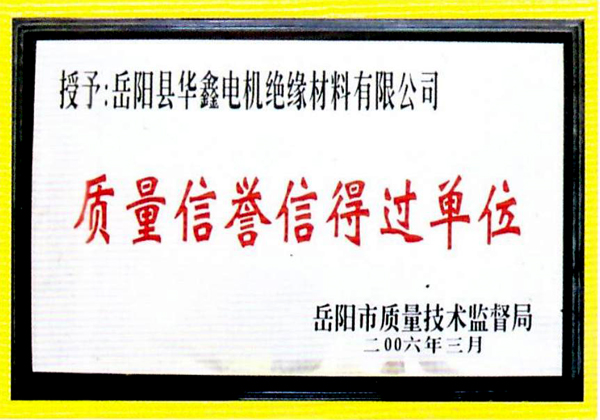 授予:岳阳县华鑫电机绝缘材料有限公司
质量信誉信得过单位
岳阳市质量技术监督局
二00六年三月